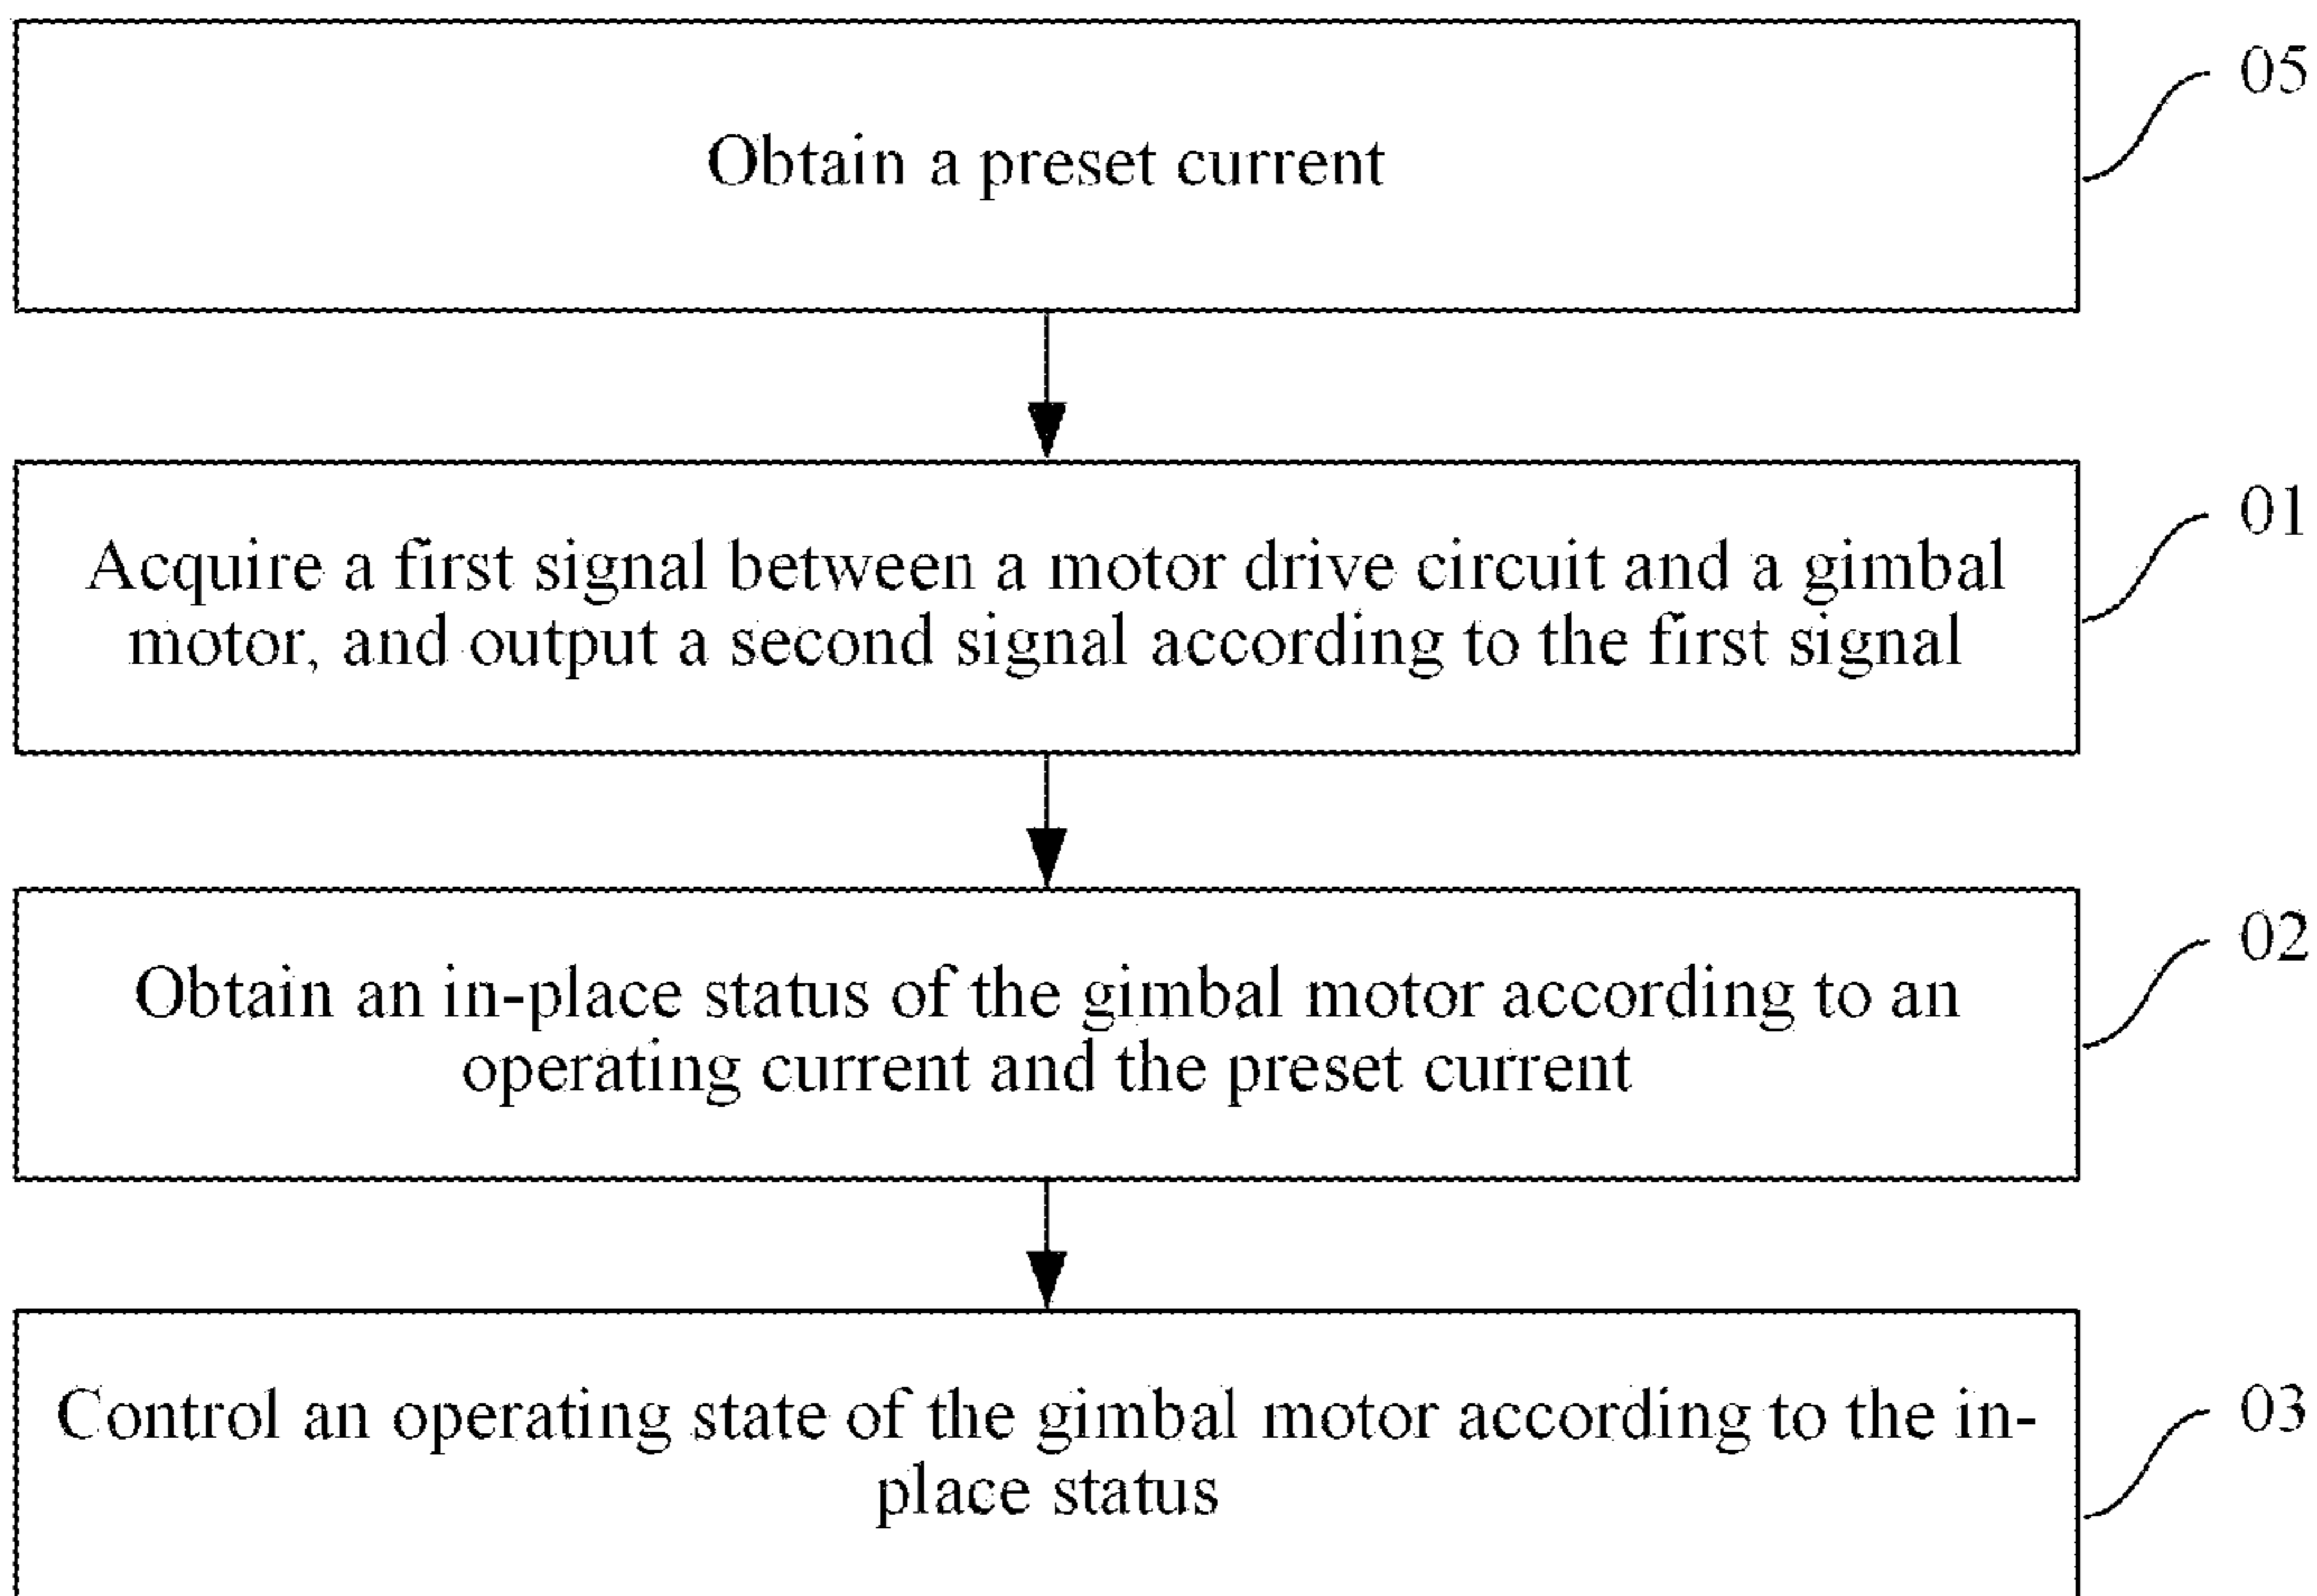 Obtain a preset current
05
Acquire a first signal between a motor drive circuit and a gimbal
motor, and output a second signal according to the first signal
01
Obtain an in-place status of the gimbal motor according to an
operating current and the preset current
02
Control an operating state of the gimbal motor according to the in-
place status
03